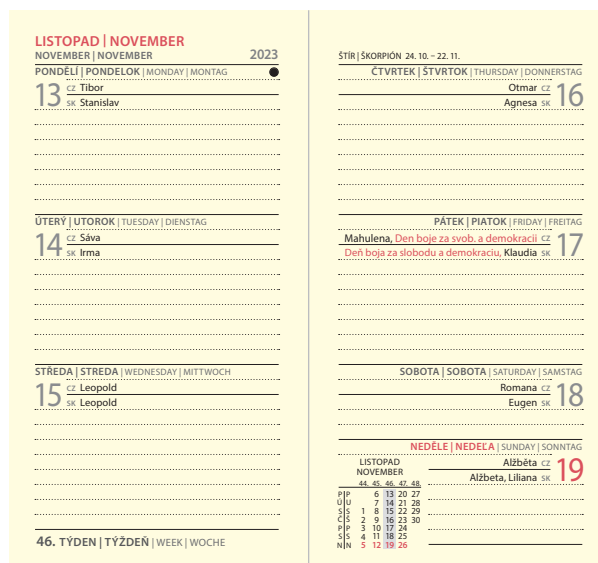 LISTOPAD | NOVEMBER
NOVEMBER | NOVEMBER 2023
PONDĚLÍ | PONDELOK | MONDAY | MONTAG
13 CZ Tibor
SK Stanislav
ÚTERÝ | UTOROK | TUESDAY | DIENSTAG
14 CZ Sáva
SK Irma
STŘEDA | STREDA | WEDNESDAY | MITTWOCH
15 CZ Leopold
SK Leopold
46. TÝDEN | TÝŽDEŇ | WEEK | WOCHE
ŠTÍR | ŠKORPIÓN 24. 10. – 22. 11.
ČTVRTEK | ŠTVRTOK | THURSDAY | DONNERSTAG
Otmar CZ 16
Agnesa SK
PÁTEK | PIATOK | FRIDAY | FREITAG
Mahulena, Den boje za svob. a demokracii CZ 17
Deň boja za slobodu a demokraciu, Klaudia SK
SOBOTA | SOBOTA | SATURDAY | SAMSTAG
Romana CZ 18
Eugen SK
NEDĚLE | NEDEĽA | SUNDAY | SONNTAG
Alžběta CZ 19
Alžbeta, Liliana SK
LISTOPAD
NOVEMBER
44. 45. 46. 47. 48.
P P 6 13 20 27
Ú U 7 14 21 28
S S 1 8 15 22 29
Č Š 2 9 16 23 30
P P 3 10 17 24
S S 4 11 18 25
N N 5 12 19 26